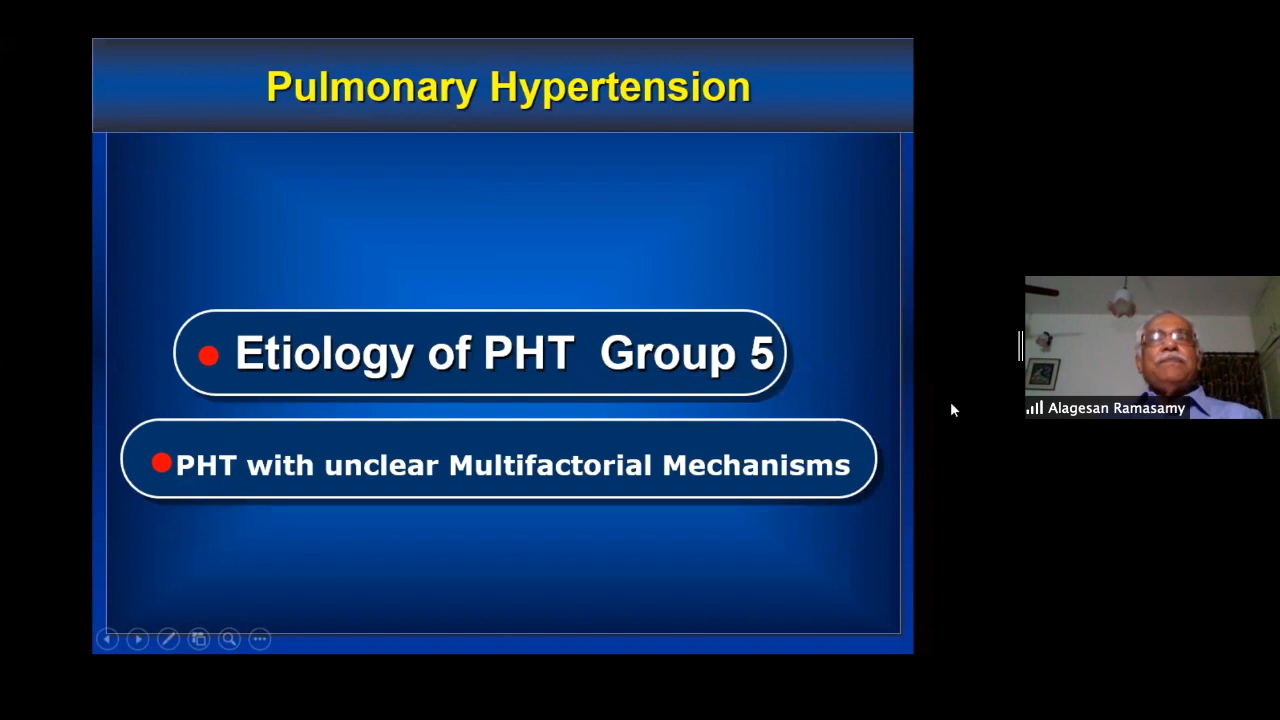 Pulmonary Hypertension
Etiology of PHT Group 5
PHT with unclear Multifactorial Mechanisms
Alagesan Ramasamy